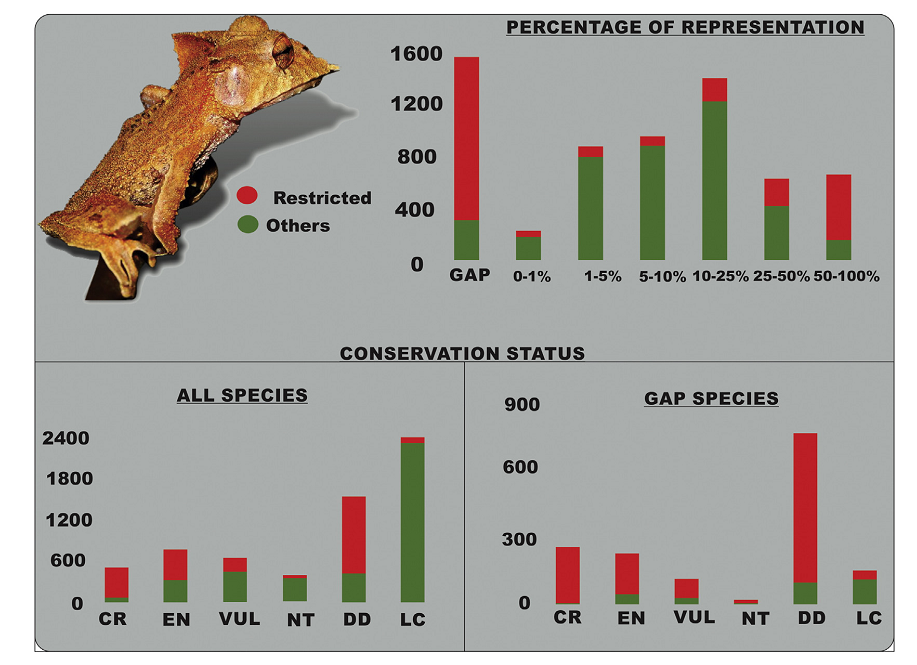 PERCENTAGE OF REPRESENTATION
1600
1200
800
400
0
Restricted
Others
GAP 0-1% 1-5% 5-10% 10-25% 25-50% 50-100%
CONSERVATION STATUS
ALL SPECIES
2400
1800
1200
600
0
CR EN VUL NT DD LC
GAP SPECIES
900
600
300
0
CR EN VUL NT DD LC